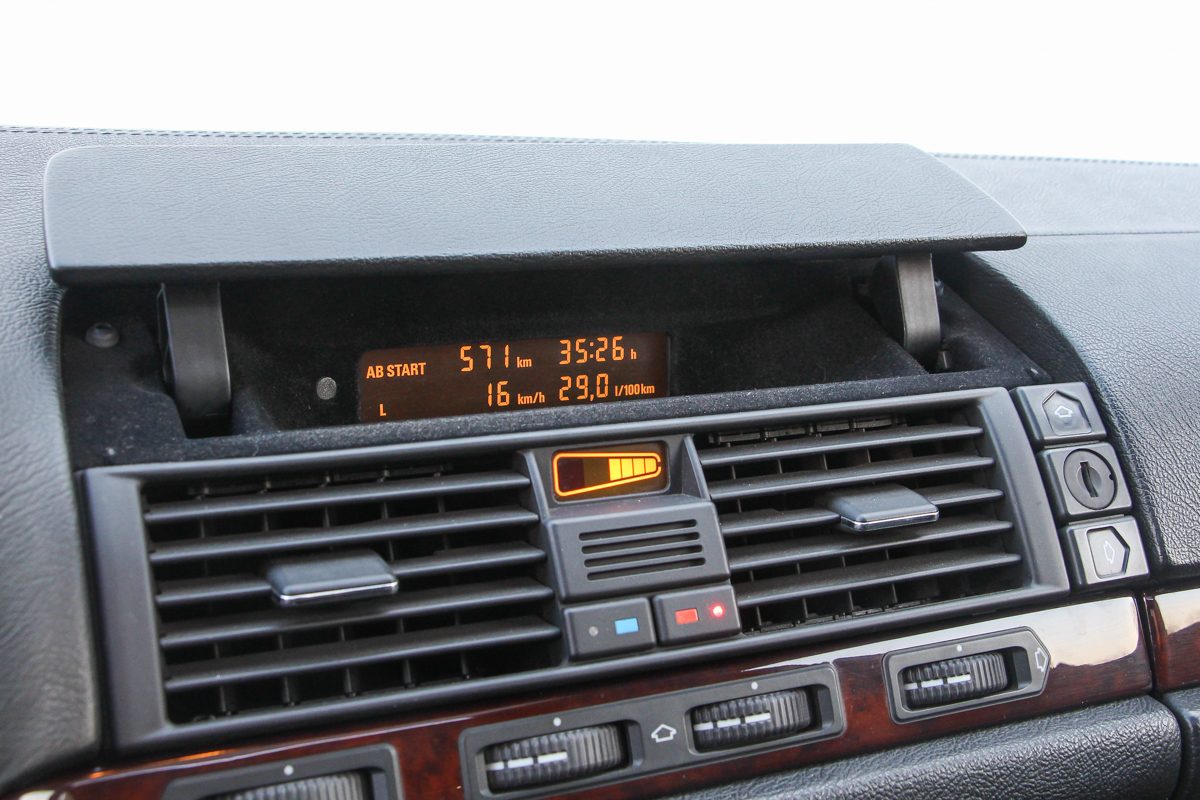 AB START 571 km 35:26 h
L 16 km/h 29,0 l/100km